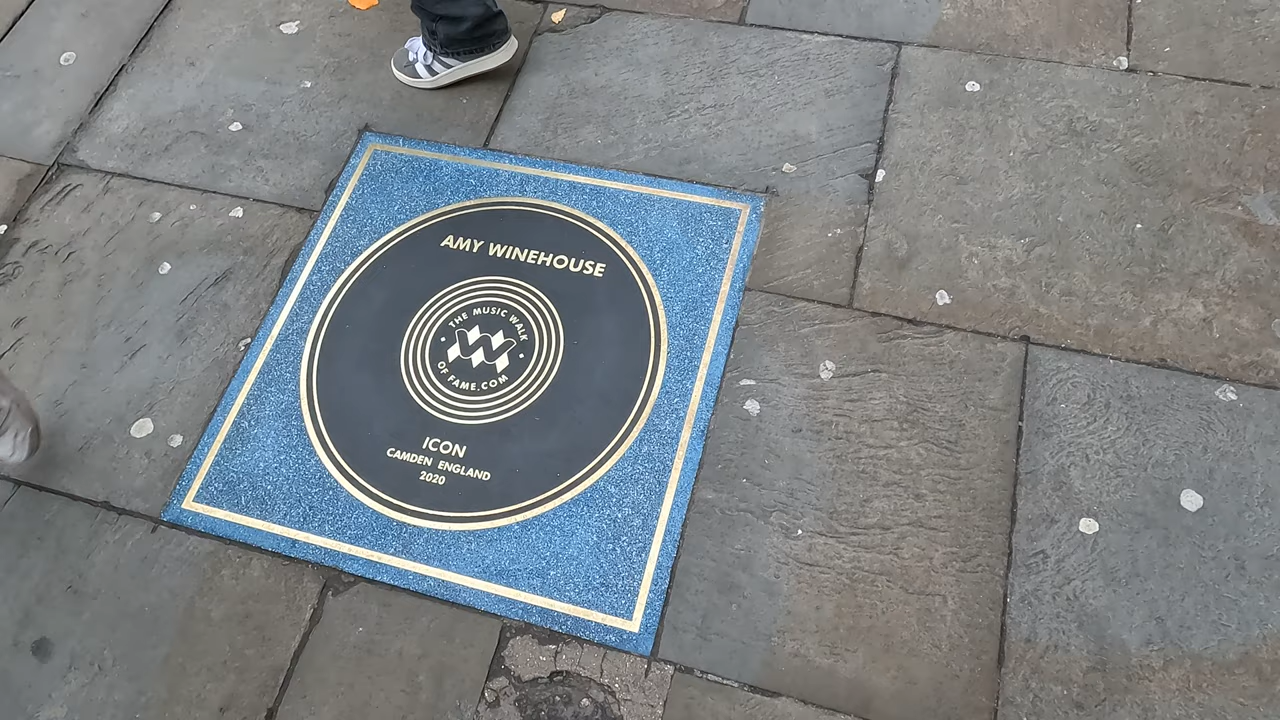 AMY WINEHOUSE
THE MUSIC WALK
W
OF FAME.COM
ICON
CAMDEN ENGLAND
2020